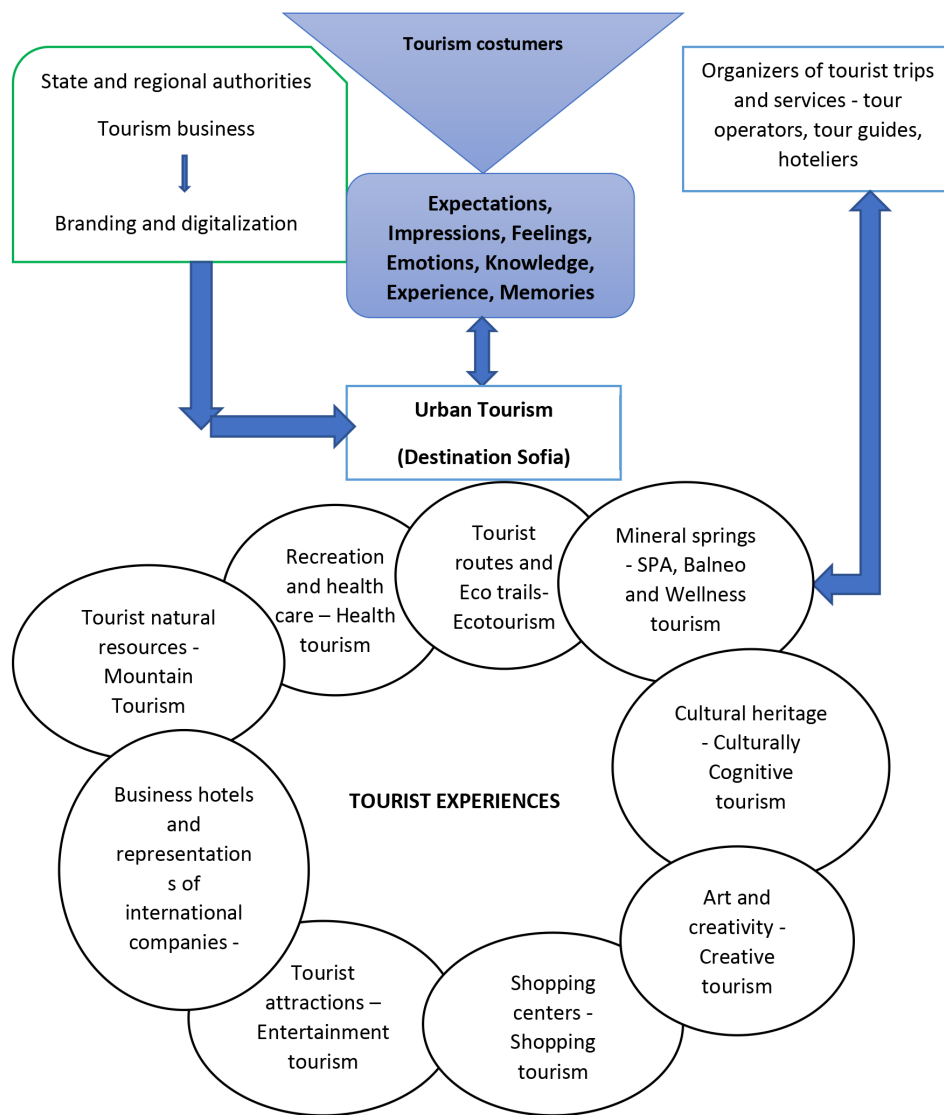 Tourism costumers
State and regional authorities
Tourism business
Branding and digitalization
Organizers of tourist trips
and services - tour
operators, tour guides,
hoteliers
Expectations,
Impressions, Feelings,
Emotions, Knowledge,
Experience, Memories
Urban Tourism
(Destination Sofia)
Recreation
and health
care – Health
tourism
Tourist
routes and
Eco trails-
Ecotourism
Mineral springs
- SPA, Balneo
and Wellness
tourism
Tourist natural
resources -
Mountain
Tourism
Cultural heritage
- Culturally
Cognitive
tourism
Business hotels
and
representation
s of
international
companies -
TOURIST EXPERIENCES
Art and
creativity -
Creative
tourism
Tourist
attractions –
Entertainment
tourism
Shopping
centers -
Shopping
tourism